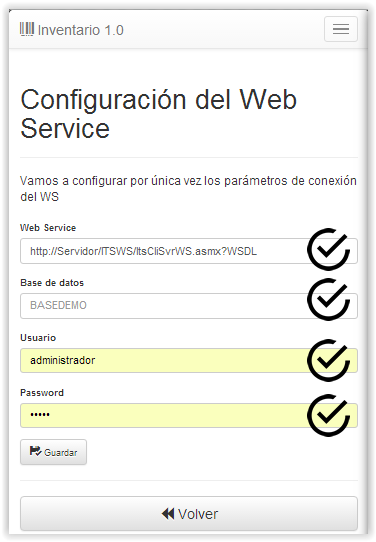 Inventario 1.0
Configuración del Web
Service
Vamos a configurar por única vez los parámetros de conexión
del WS
Web Service
http://Servidor/ITSWS/ItsCliSvrWS.asmx?WSDL
Base de datos
BASEDEMO
Usuario
administrador
Password
•••••
Guardar
Volver